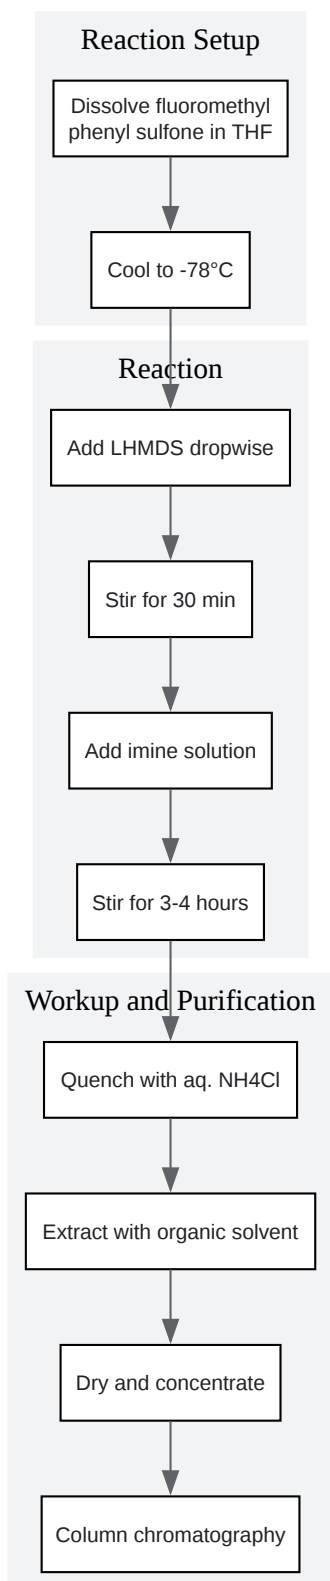 Reaction Setup
Dissolve fluoromethyl
phenyl sulfone in THF
Cool to -78°C
Reaction
Add LHMDS dropwise
Stir for 30 min
Add imine solution
Stir for 3-4 hours
Workup and Purification
Quench with aq. NH4Cl
Extract with organic solvent
Dry and concentrate
Column chromatography